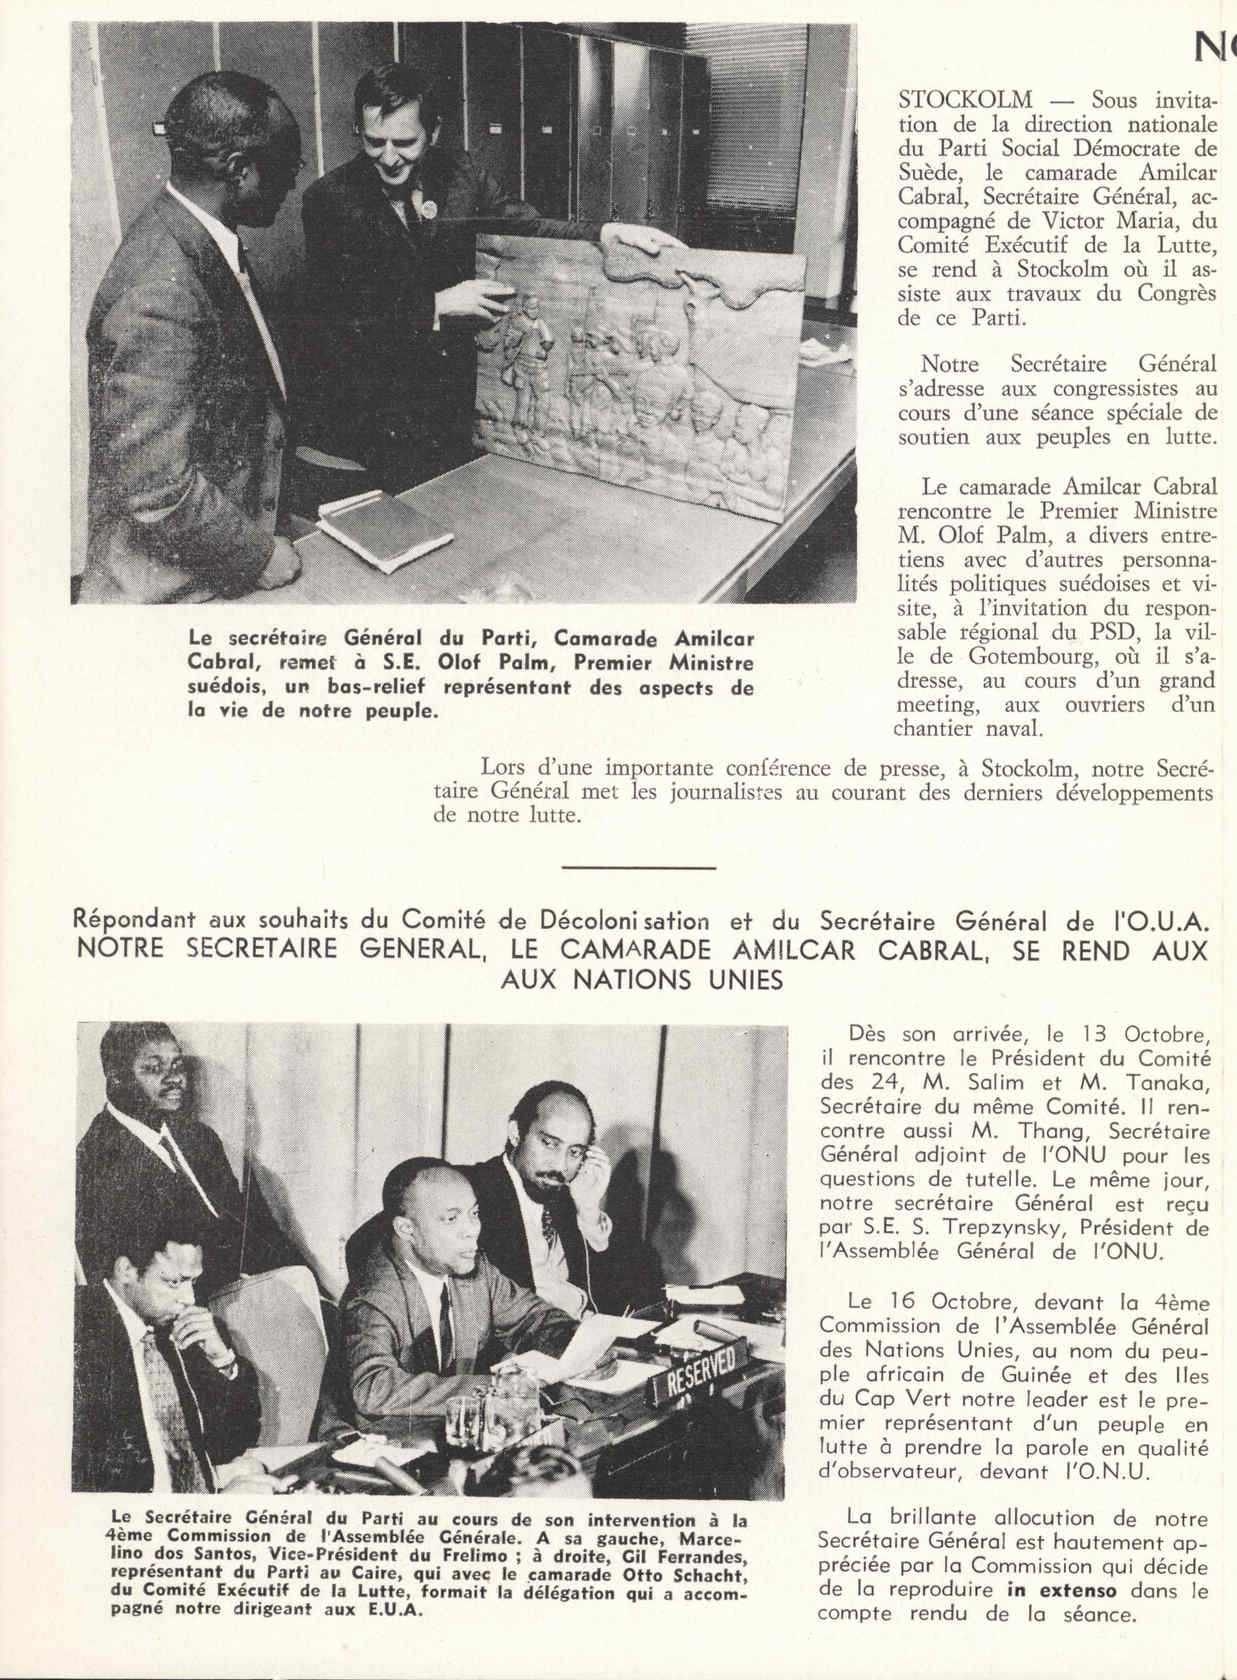 STOCKOLM — Sous invita-
tion de la direction nationale
du Parti Social Démocrate de
Suède, le camarade Amilcar
Cabral, Secrétaire Général, ac-
compagné de Victor Maria, du
Comité Exécutif de la Lutte,
se rend à Stockolm où il as-
siste aux travaux du Congrès
de ce Parti.
Notre Secrétaire Général
s'adresse aux congressistes au
cours d'une séance spéciale de
soutien aux peuples en lutte.
Le camarade Amilcar Cabral
rencontre le Premier Ministre
M. Olof Palm, a divers entre-
tiens avec d'autres personna-
lités politiques suédoises et vi-
site, à l'invitation du respon-
sable régional du PSD, la vil-
le de Gotembourg, où il s'a-
dresse, au cours d'un grand
meeting, aux ouvriers d'un
chantier naval.
Le secrétaire Général du Parti, Camarade Amilcar
Cabral, remet à S.E. Olof Palm, Premier Ministre
suédois, un bas-relief représentant des aspects de
la vie de notre peuple.
Lors d'une importante conférence de presse, à Stockolm, notre Secré-
taire Général met les journalistes au courant des derniers développements
de notre lutte.
Répondant aux souhaits du Comité de Décolonisation et du Secrétaire Général de l'O.U.A.
NOTRE SECRETAIRE GENERAL, LE CAMARADE AMILCAR CABRAL, SE REND AUX
AUX NATIONS UNIES
RESERVED
Dès son arrivée, le 13 Octobre,
il rencontre le Président du Comité
des 24, M. Salim et M. Tanaka,
Secrétaire du même Comité. Il ren-
contre aussi M. Thang, Secrétaire
Général adjoint de l'ONU pour les
questions de tutelle. Le même jour,
notre secrétaire Général est reçu
par S.E. S. Trepzynsky, Président de
l'Assemblée Général de l'ONU.
Le 16 Octobre, devant la 4ème
Commission de l'Assemblée Général
des Nations Unies, au nom du peu-
ple africain de Guinée et des Iles
du Cap Vert notre leader est le pre-
mier représentant d'un peuple en
lutte à prendre la parole en qualité
d'observateur, devant l'O.N.U.
La brillante allocution de notre
Secrétaire Général est hautement ap-
préciée par la Commission qui décide
de la reproduire in extenso dans le
compte rendu de la séance.
Le Secrétaire Général du Parti au cours de son intervention à la
4ème Commission de l'Assemblée Générale. A sa gauche, Marce-
lino dos Santos, Vice-Président du Frelimo ; à droite, Gil Ferrandes,
représentant du Parti au Caire, qui avec le camarade Otto Schacht,
du Comité Exécutif de la Lutte, formait la délégation qui a accom-
pagné notre dirigeant aux E.U.A.